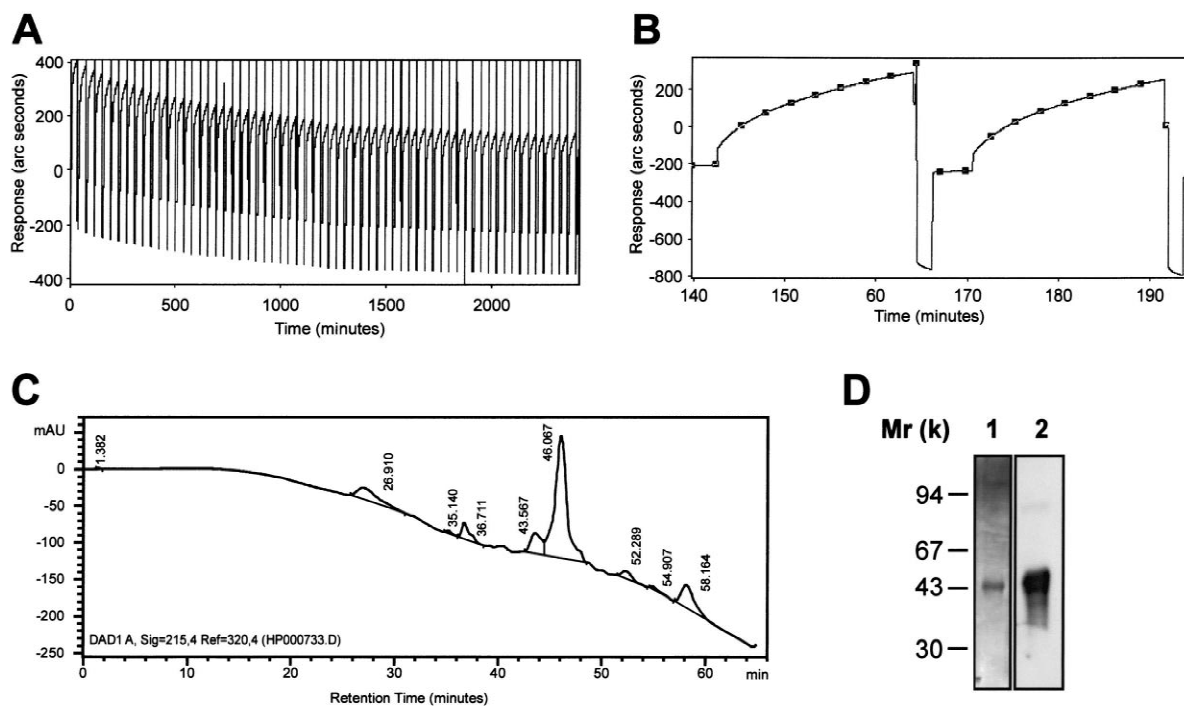 A
Response (arc seconds)
400
200
0
-200
-400
0 500 1000 1500 2000
Time (minutes)
B
Response (arc seconds)
200
0
-200
-400
-600
-800
140 150 60 170 180 190
Time (minutes)
C
mAU
0
-50
-100
-150
-200
-250
1.382
26.910
35.140
36.711
43.567
46.067
52.289
54.907
58.164
DAD1 A, Sig=215,4 Ref=320,4 (HP000733.D)
0 10 20 30 40 50 60 min
Retention Time (minutes)
D
Mr (k) 1 2
94
67
43
30